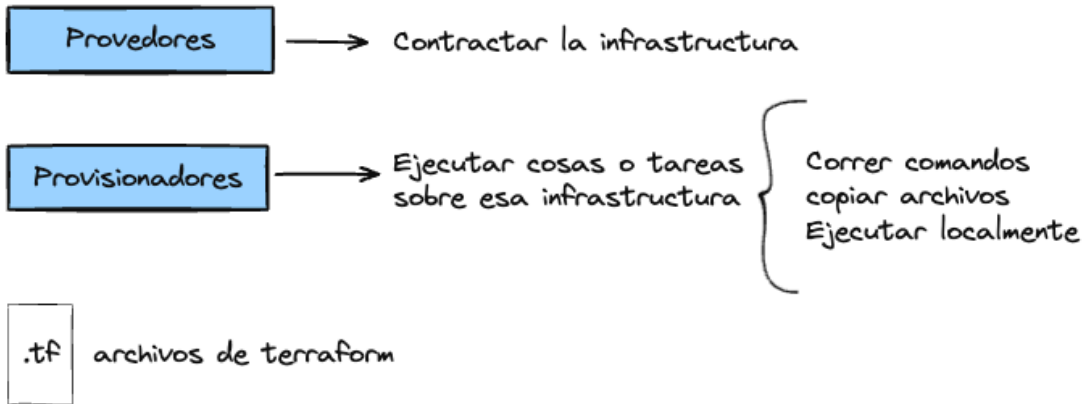 Provedores
Contractar la infrastructura
Provisionadores
Ejecutar cosas o tareas
sobre esa infrastructura
Correr comandos
copiar archivos
Ejecutar localmente
.tf
archivos de terraform